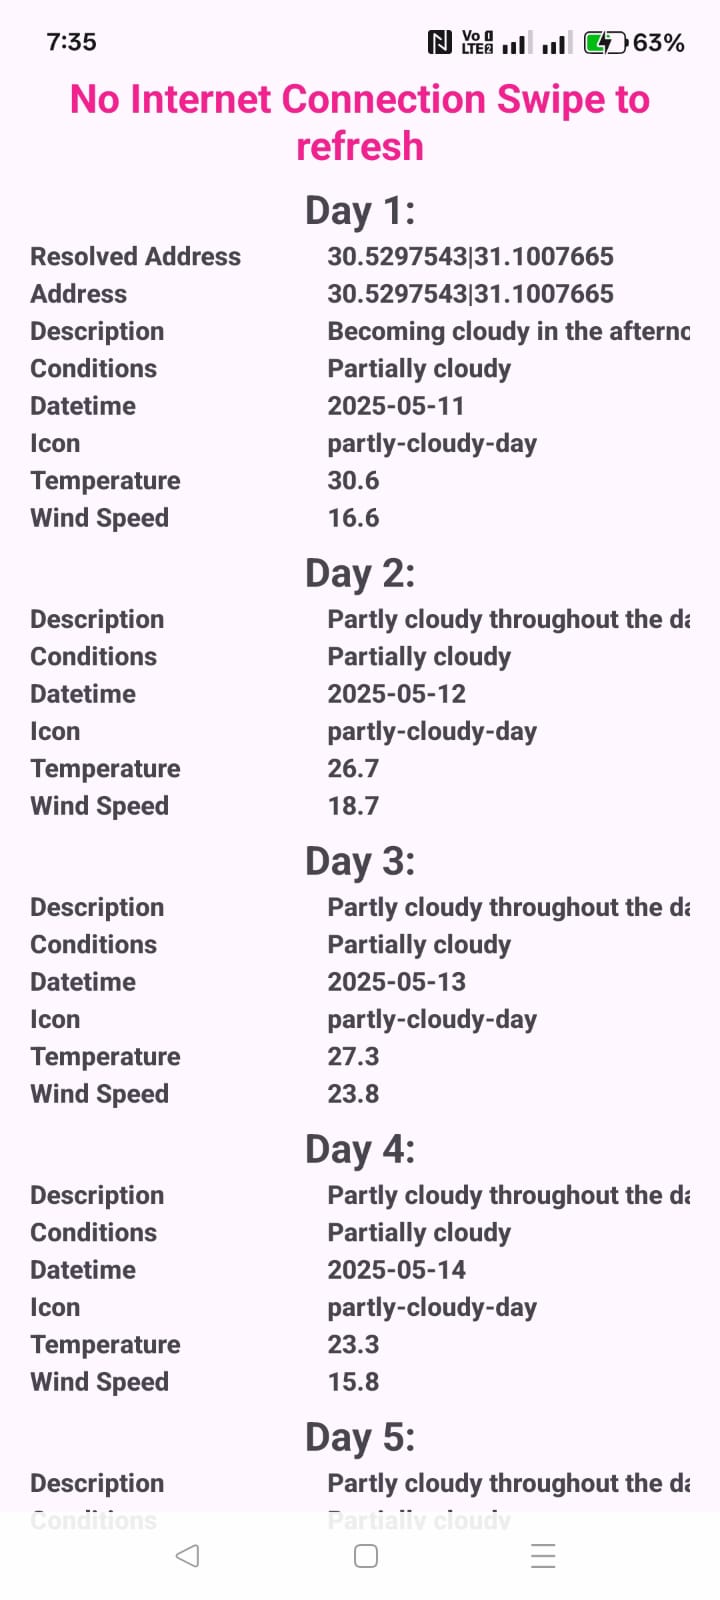 7:35 Vo LTE2 63%
No Internet Connection Swipe to
refresh
Day 1:
Resolved Address 30.5297543|31.1007665
Address 30.5297543|31.1007665
Description Becoming cloudy in the afterno
Conditions Partially cloudy
Datetime 2025-05-11
Icon partly-cloudy-day
Temperature 30.6
Wind Speed 16.6
Day 2:
Description Partly cloudy throughout the da
Conditions Partially cloudy
Datetime 2025-05-12
Icon partly-cloudy-day
Temperature 26.7
Wind Speed 18.7
Day 3:
Description Partly cloudy throughout the da
Conditions Partially cloudy
Datetime 2025-05-13
Icon partly-cloudy-day
Temperature 27.3
Wind Speed 23.8
Day 4:
Description Partly cloudy throughout the da
Conditions Partially cloudy
Datetime 2025-05-14
Icon partly-cloudy-day
Temperature 23.3
Wind Speed 15.8
Day 5:
Description Partly cloudy throughout the da
Conditions Partially cloudy